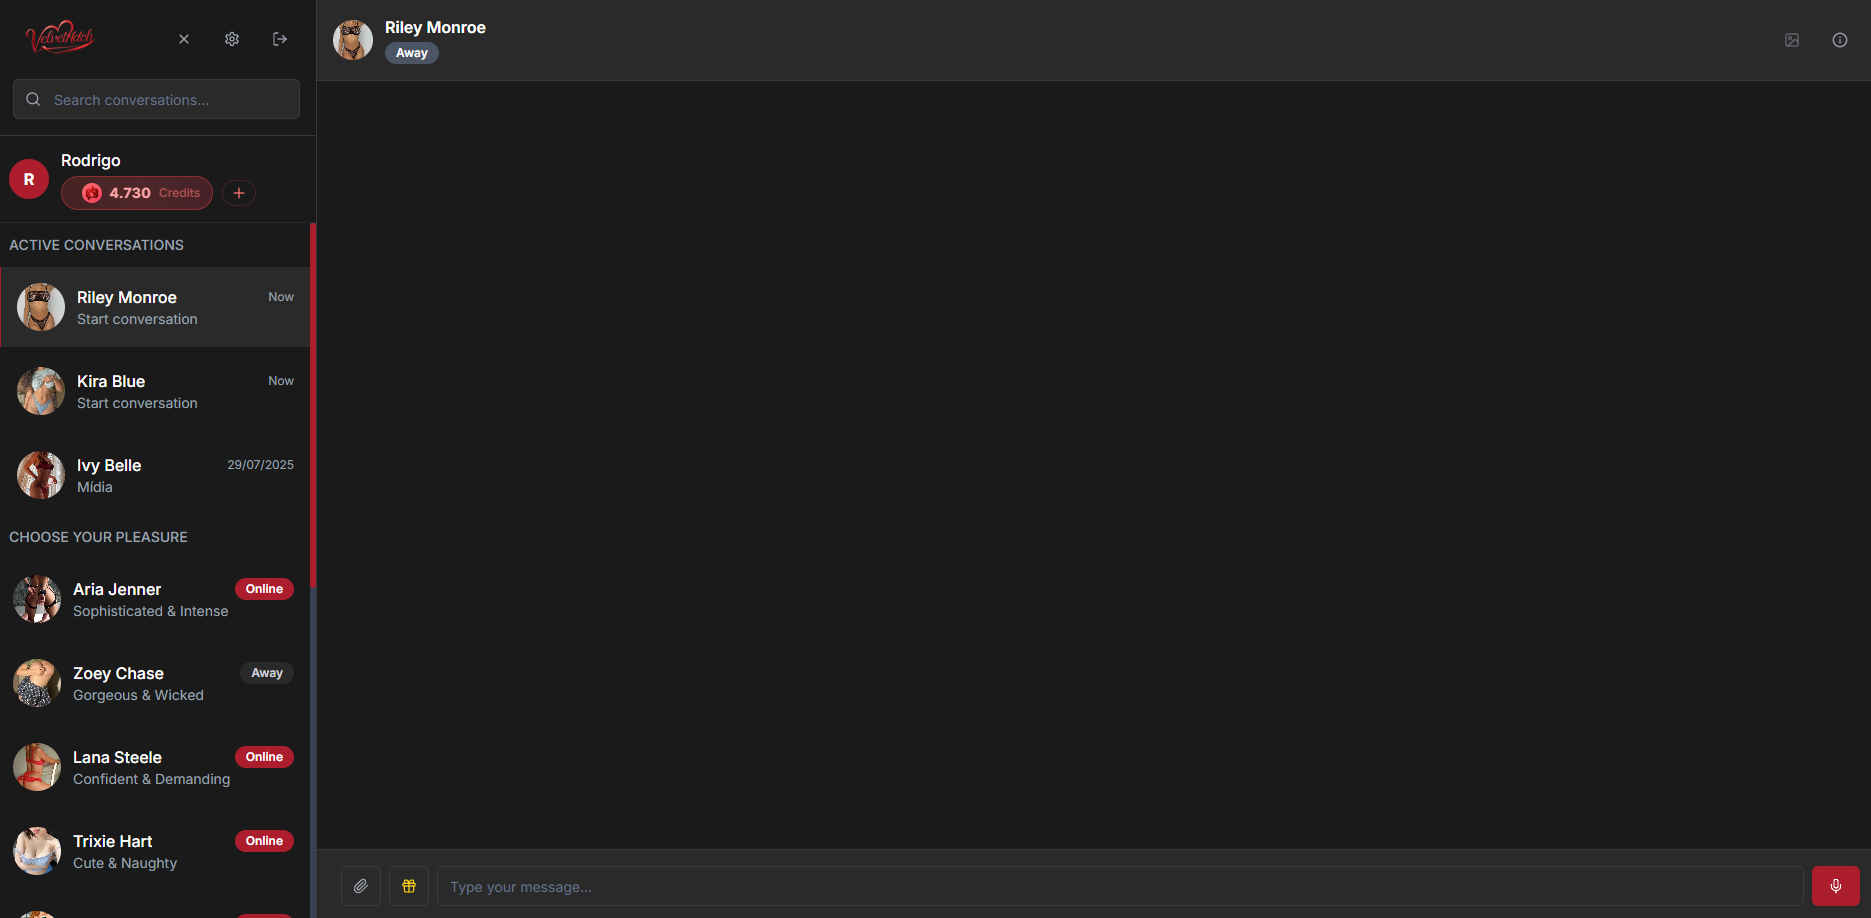 VelvetMatch
Search conversations...
R
Rodrigo
4.730 Credits
+
ACTIVE CONVERSATIONS
Riley Monroe
Now
Start conversation
Kira Blue
Now
Start conversation
Ivy Belle
29/07/2025
Mídia
CHOOSE YOUR PLEASURE
Aria Jenner
Online
Sophisticated & Intense
Zoey Chase
Away
Gorgeous & Wicked
Lana Steele
Online
Confident & Demanding
Trixie Hart
Online
Cute & Naughty
Riley Monroe
Away
Type your message...